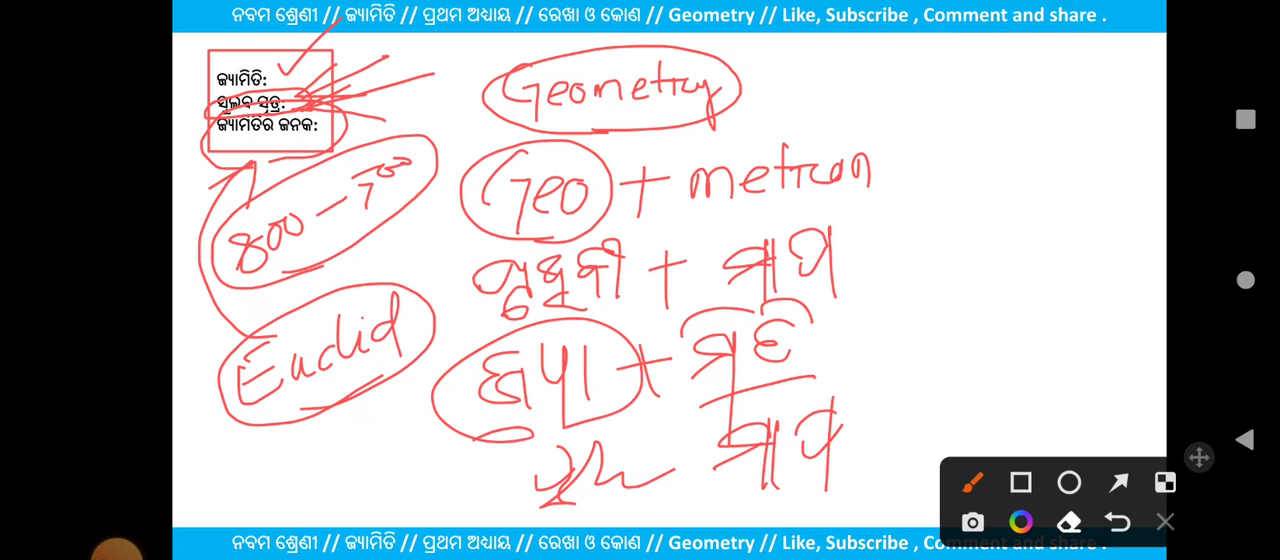 ନବମ ଶ୍ରେଣୀ // ଜ୍ୟାମିତି // ପ୍ରଥମ ଅଧ୍ୟାୟ // ରେଖା ଓ କୋଣ // Geometry // Like, Subscribe , Comment and share .
ଜ୍ୟାମିତି:
ସୁଲବ ସୂତ୍ର:
ଜ୍ୟାମିତିର ଜନକ:
Geometry
800 - 700
Geo + metron
ପୃଥିବୀ + ମାପ
Euclid
ଜ୍ୟା + ମିତି
ମାପ
ନବମ ଶ୍ରେଣୀ // ଜ୍ୟାମିତି // ପ୍ରଥମ ଅଧ୍ୟାୟ // ରେଖା ଓ କୋଣ // Geometry // Like, Subscribe , Comment and share .